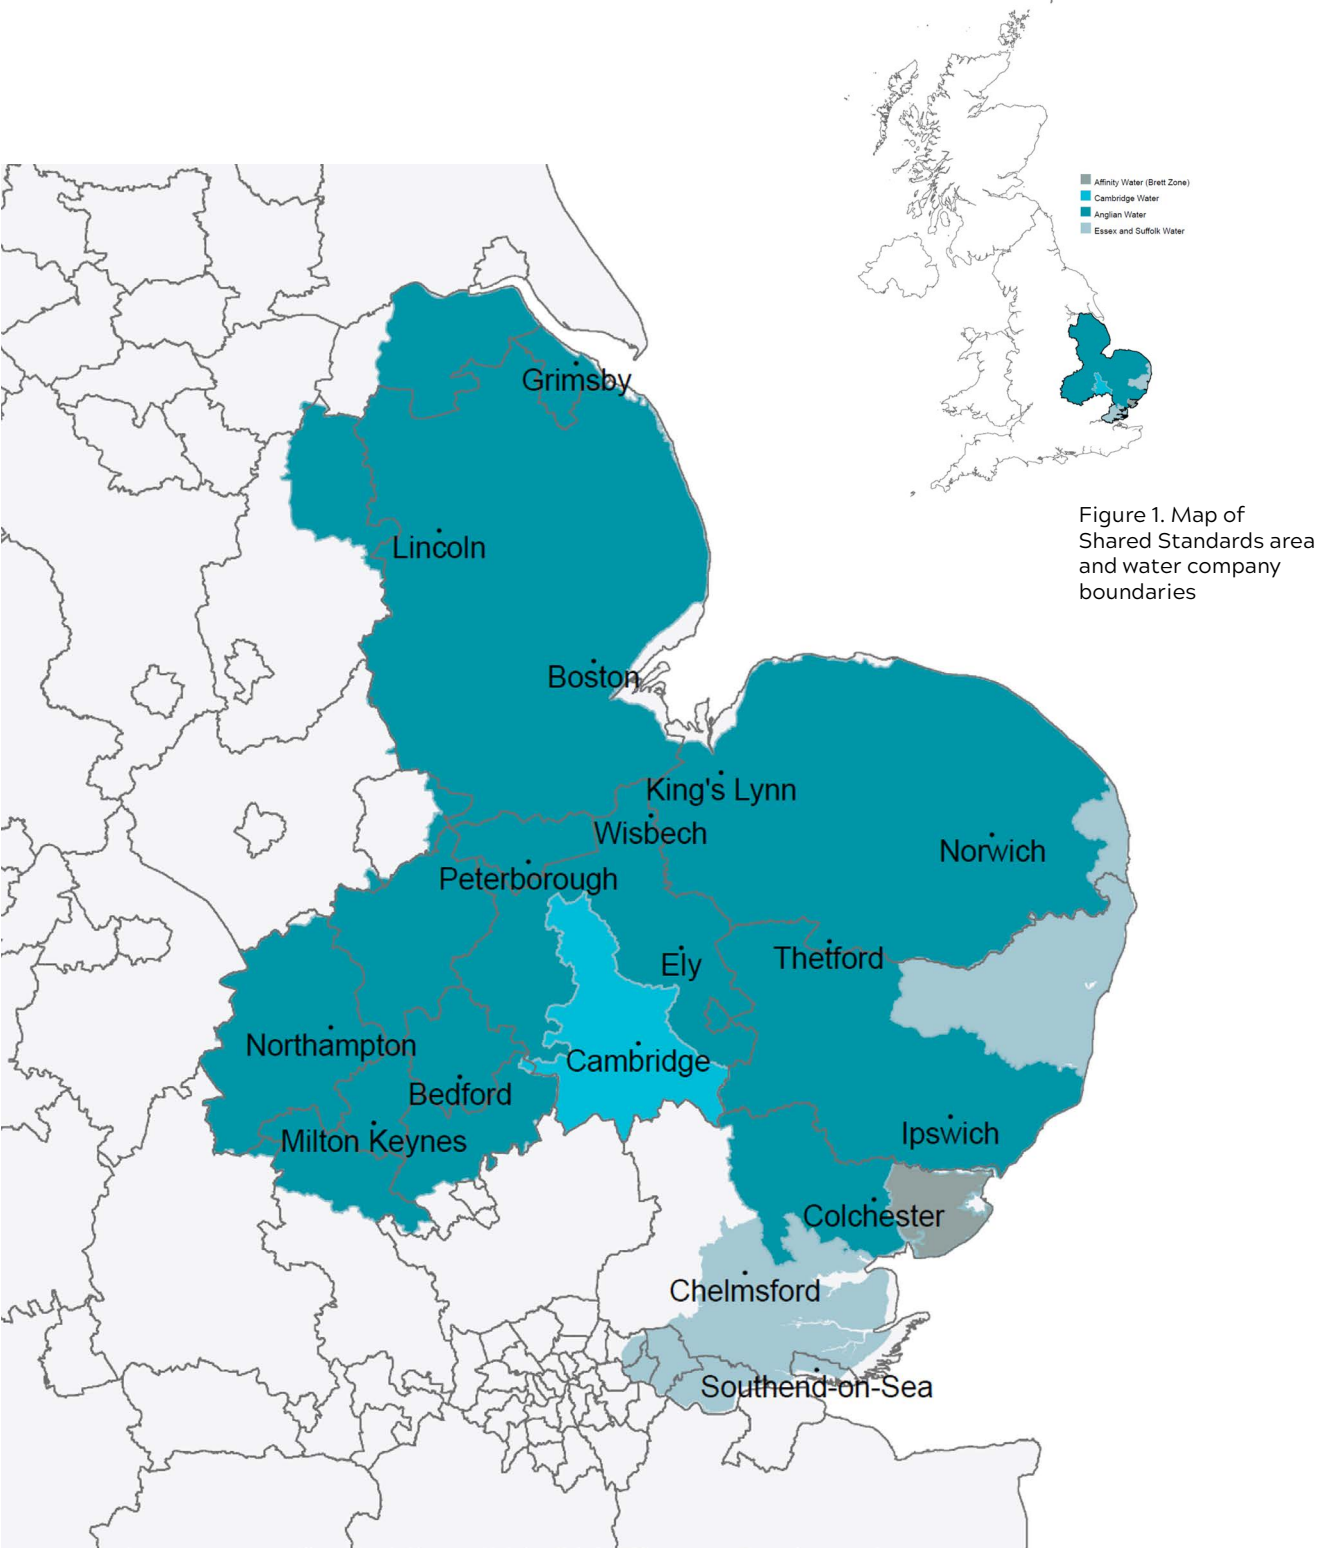 Affinity Water (Brett Zone)
Cambridge Water
Anglian Water
Essex and Suffolk Water
Figure 1. Map of
Shared Standards area
and water company
boundaries
Grimsby
Lincoln
Boston
King's Lynn
Wisbech
Norwich
Peterborough
Thetford
Ely
Northampton
Cambridge
Bedford
Ipswich
Milton Keynes
Colchester
Chelmsford
Southend-on-Sea